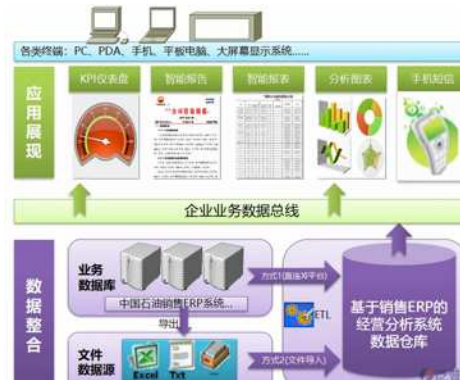 各类终端：PC、PDA、手机、平板电脑、大屏幕显示系统……
应用展现
KPI仪表盘
智能报告
智能报表
分析图表
手机短信
企业业务数据总线
数据整合
业务
数据库
中国石油销售ERP系统…
导出
文件
数据源
Excel
Txt
方式1(直连XI平台)
ETL
方式2(文件导入)
基于销售ERP的
经营分析系统
数据仓库